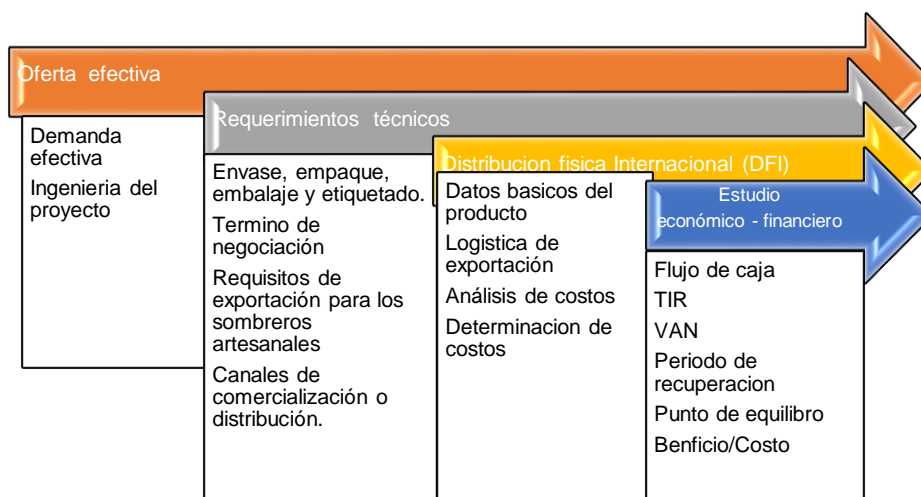 Oferta efectiva
Demanda
efectiva
Ingenieria del
proyecto
Requerimientos técnicos
Envase, empaque,
embalaje y etiquetado.
Termino de
negociación
Requisitos de
exportación para los
sombreros
artesanales
Canales de
comercialización o
distribución.
Distribucion fisica Internacional (DFI)
Datos basicos del
producto
Logistica de
exportación
Análisis de costos
Determinacion de
costos
Estudio
económico - financiero
Flujo de caja
TIR
VAN
Periodo de
recuperacion
Punto de equilibro
Benficio/Costo